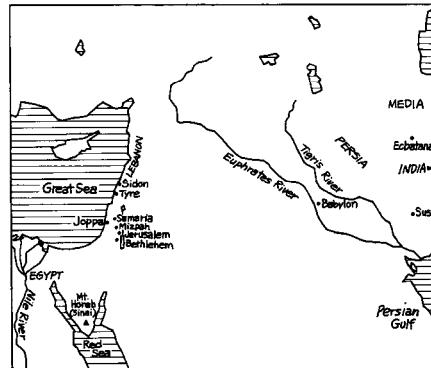 MEDIA
Ecbatana
PERSIA
INDIA
Tigris River
Euphrates River
LEBANON
Great Sea
Sidon
Tyre
Babylon
Joppa
Samaria
Mizpah
Jerusalem
Bethlehem
EGYPT
Nile River
Mt.
Horeb
(Sinai)
Red
Sea
Persian
Gulf